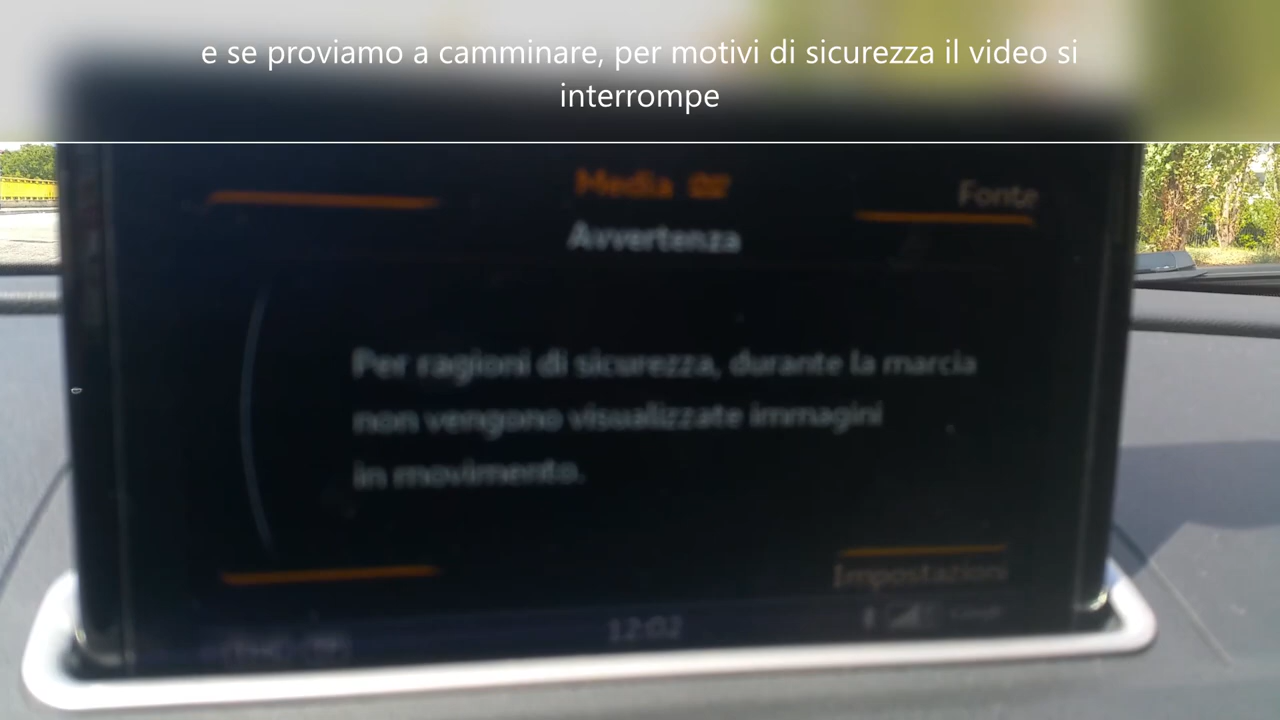 e se proviamo a camminare, per motivi di sicurezza il video si
interrompe
Media
Fonte
Avvertenza
Per ragioni di sicurezza, durante la marcia
non vengono visualizzate immagini
in movimento.
Impostazioni
12:02